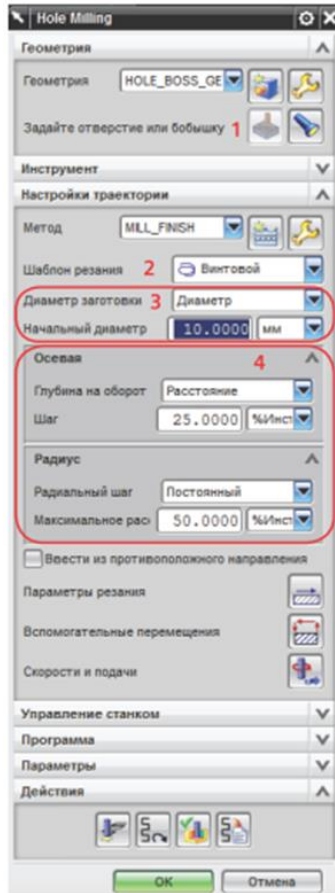 Hole Milling
Геометрия
Геометрия HOLE_BOSS_GE
Задайте отверстие или бобышку 1
Инструмент
Настройки траектории
Метод MILL_FINISH
Шаблон резания 2 Винтовой
Диаметр заготовки 3 Диаметр
Начальный диаметр 10.0000 мм
Осевая 4
Глубина на оборот Расстояние
Шаг 25.0000 %Инст
Радиус
Радиальный шаг Постоянный
Максимальное рас 50.0000 %Инст
Ввести из противоположного направления
Параметры резания
Вспомогательные перемещения
Скорости и подачи
Управление станком
Программа
Параметры
Действия
OK Отмена